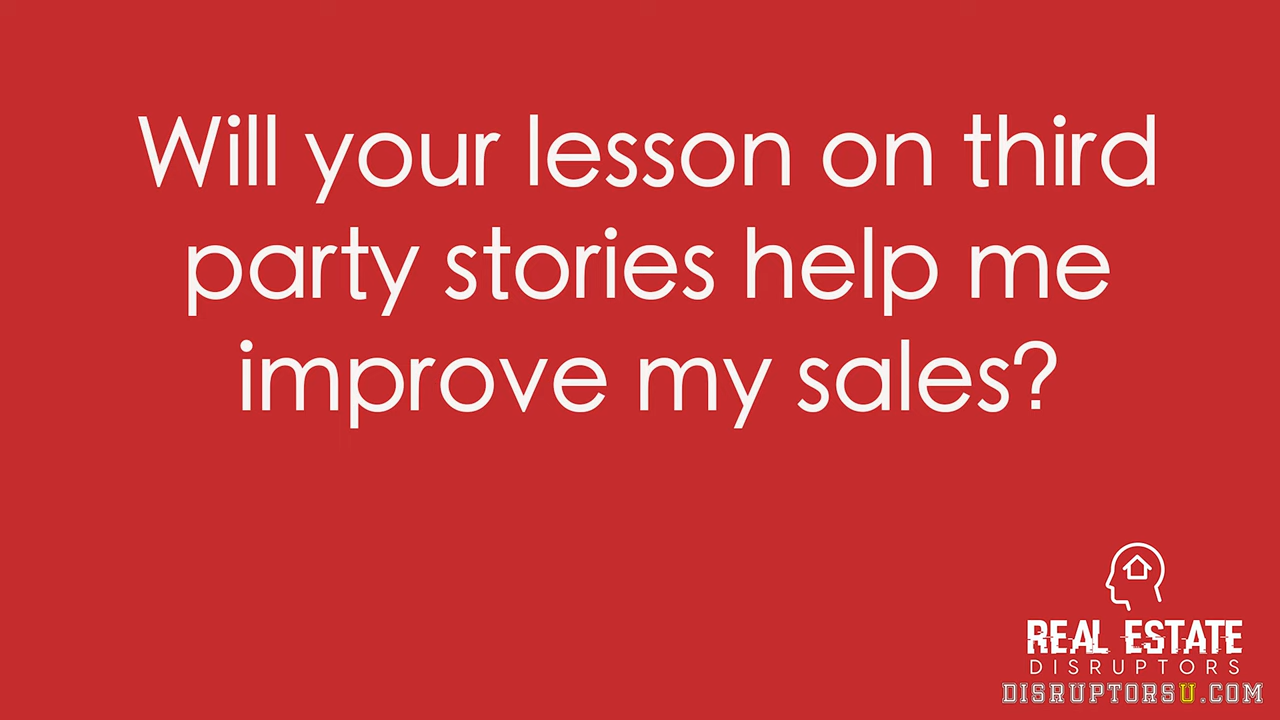 Will your lesson on third
party stories help me
improve my sales?
REAL ESTATE
DISRUPTORS
DISRUPTORSU.COM